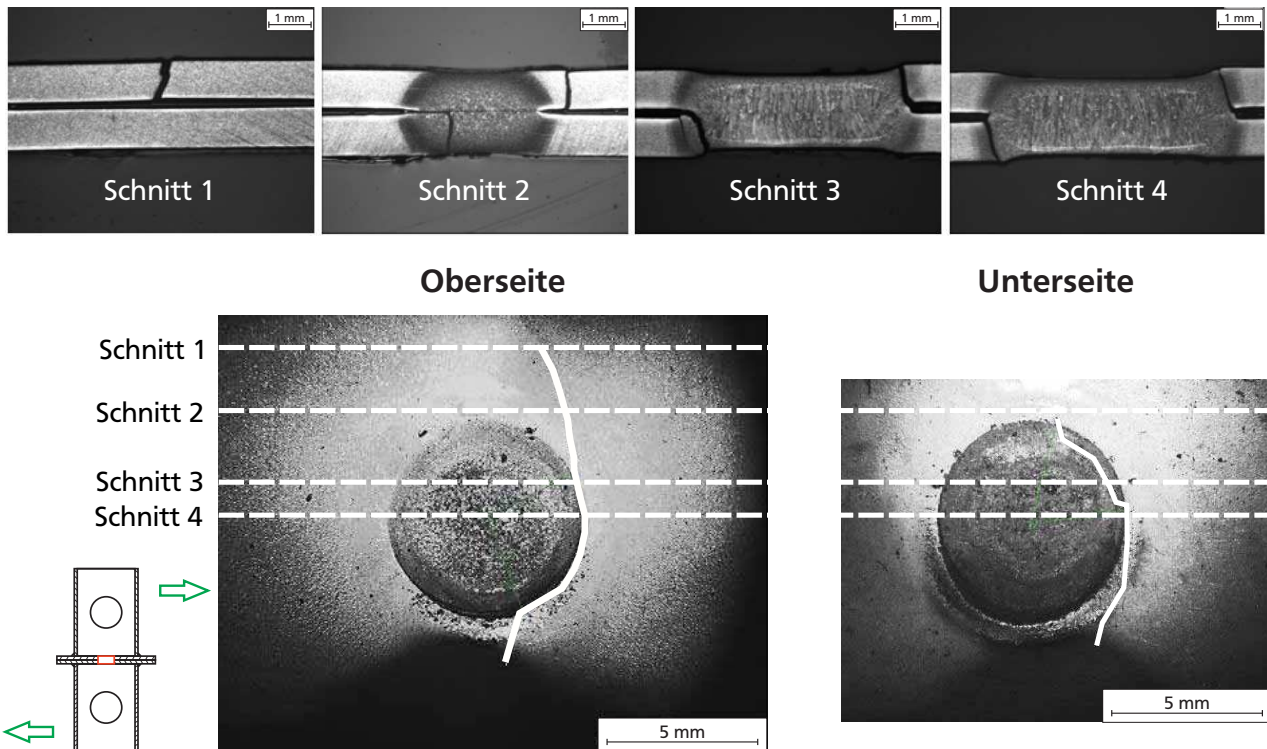 1 mm
1 mm
1 mm
1 mm
Schnitt 1
Schnitt 2
Schnitt 3
Schnitt 4
Oberseite
Unterseite
Schnitt 1
Schnitt 2
Schnitt 3
Schnitt 4
5 mm
5 mm